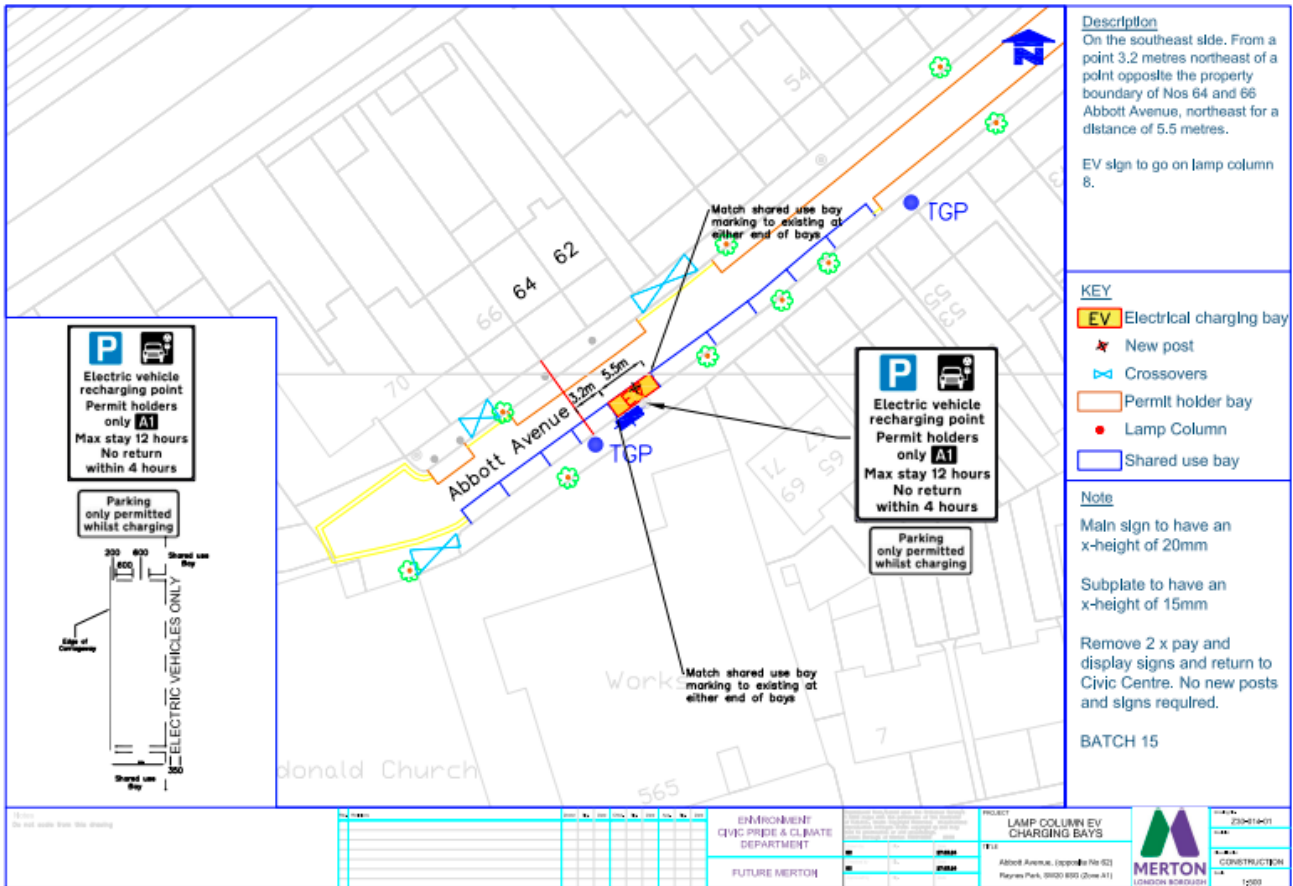 Description
On the southeast side. From a
point 3.2 metres northeast of a
point opposite the property
boundary of Nos 64 and 66
Abbott Avenue, northeast for a
distance of 5.5 metres.
EV sign to go on lamp column
8.
KEY
EV Electrical charging bay
New post
Crossovers
Permit holder bay
Lamp Column
Shared use bay
Note
Main sign to have an
x-height of 20mm
Subplate to have an
x-height of 15mm
Remove 2 x pay and
display signs and return to
Civic Centre. No new posts
and signs required.
BATCH 15
N
54
Match shared use bay
marking to existing at
either end of bays
TGP
62
64
66
70
53
55
5.5m
3.2m
EV
Abbott Avenue
TGP
65
67
69
71
P
Electric vehicle
recharging point
Permit holders
only A1
Max stay 12 hours
No return
within 4 hours
Parking
only permitted
whilst charging
Match shared use bay
marking to existing at
either end of bays
Works
7
donald Church
565
P
Electric vehicle
recharging point
Permit holders
only A1
Max stay 12 hours
No return
within 4 hours
Parking
only permitted
whilst charging
200 600
600
Shared use
Bay
Edge of
Carriageway
ELECTRIC VEHICLES ONLY
Shared use
Bay
350
Do not scale from this drawing
ENVIRONMENT
CIVIC PRIDE & CLIMATE
DEPARTMENT
FUTURE MERTON
PROJECT
LAMP COLUMN EV
CHARGING BAYS
TITLE
Abbott Avenue, (opposite No 62)
Raynes Park, (Zone A1)
MERTON
LONDON BOROUGH
CONSTRUCTION
1:500